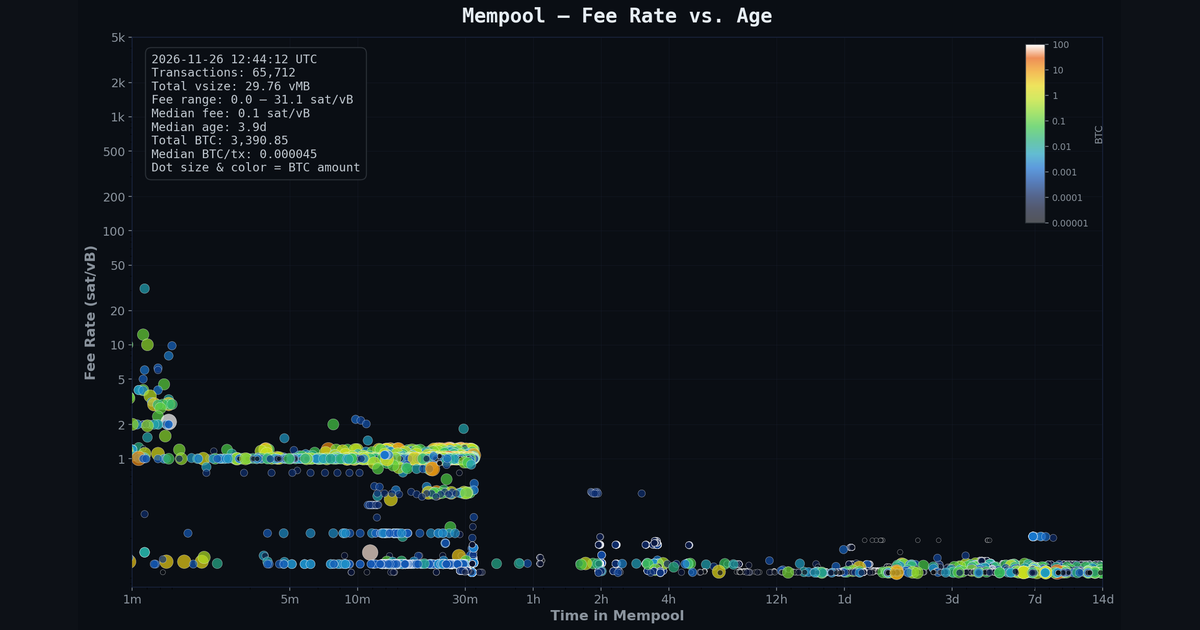 Mempool — Fee Rate vs. Age
2026-11-26 12:44:12 UTC
Transactions: 65,712
Total vsize: 29.76 vMB
Fee range: 0.0 — 31.1 sat/vB
Median fee: 0.1 sat/vB
Median age: 3.9d
Total BTC: 3,390.85
Median BTC/tx: 0.000045
Dot size & color = BTC amount
5k
2k
1k
500
200
100
50
20
10
5
2
1
Fee Rate (sat/vB)
100
10
1
0.1
0.01
0.001
0.0001
0.00001
BTC
1m 5m 10m 30m 1h 2h 4h 12h 1d 3d 7d 14d
Time in Mempool